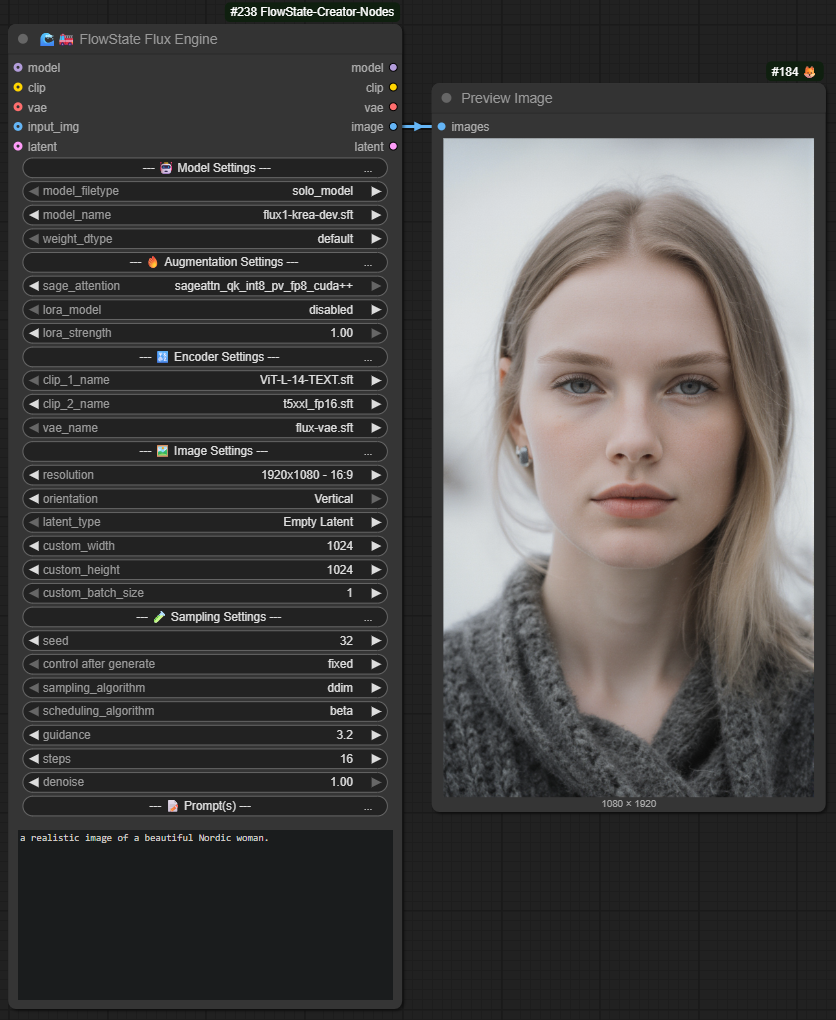 #238 FlowState-Creator-Nodes
🌊 🚒 FlowState Flux Engine
model model
clip clip
vae vae
input_img image
latent latent
--- 🤖 Model Settings --- ...
model_filetype solo_model
model_name flux1-krea-dev.sft
weight_dtype default
--- 🔥 Augmentation Settings --- ...
sage_attention sageattn_qk_int8_pv_fp8_cuda++
lora_model disabled
lora_strength 1.00
--- Encoder Settings --- ...
clip_1_name ViT-L-14-TEXT.sft
clip_2_name t5xxl_fp16.sft
vae_name flux-vae.sft
--- 🖼️ Image Settings --- ...
resolution 1920x1080 - 16:9
orientation Vertical
latent_type Empty Latent
custom_width 1024
custom_height 1024
custom_batch_size 1
--- 🧪 Sampling Settings --- ...
seed 32
control after generate fixed
sampling_algorithm ddim
scheduling_algorithm beta
guidance 3.2
steps 16
denoise 1.00
--- 📝 Prompt(s) --- ...
a realistic image of a beautiful Nordic woman.
#184 🦊
Preview Image
images
1080 × 1920